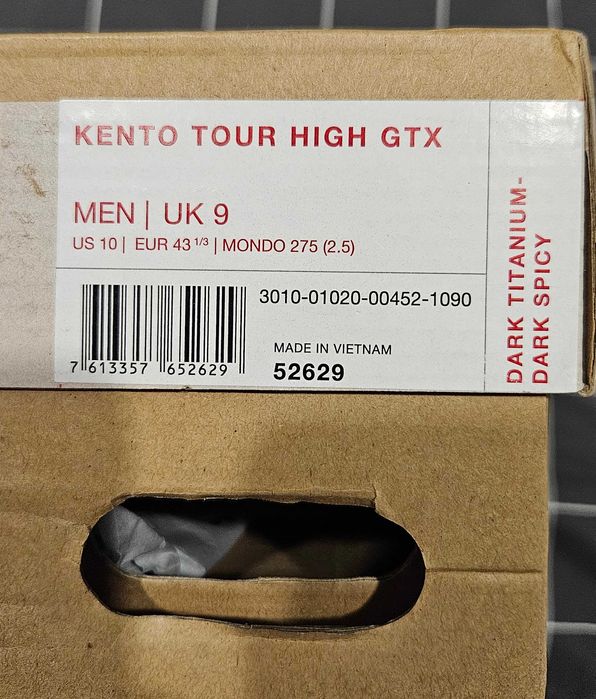 KENTO TOUR HIGH GTX
MEN | UK 9
US 10 | EUR 43 1/3 | MONDO 275 (2.5)
3010-01020-00452-1090
7 613357 652629
MADE IN VIETNAM
52629
DARK TITANIUM-
DARK SPICY